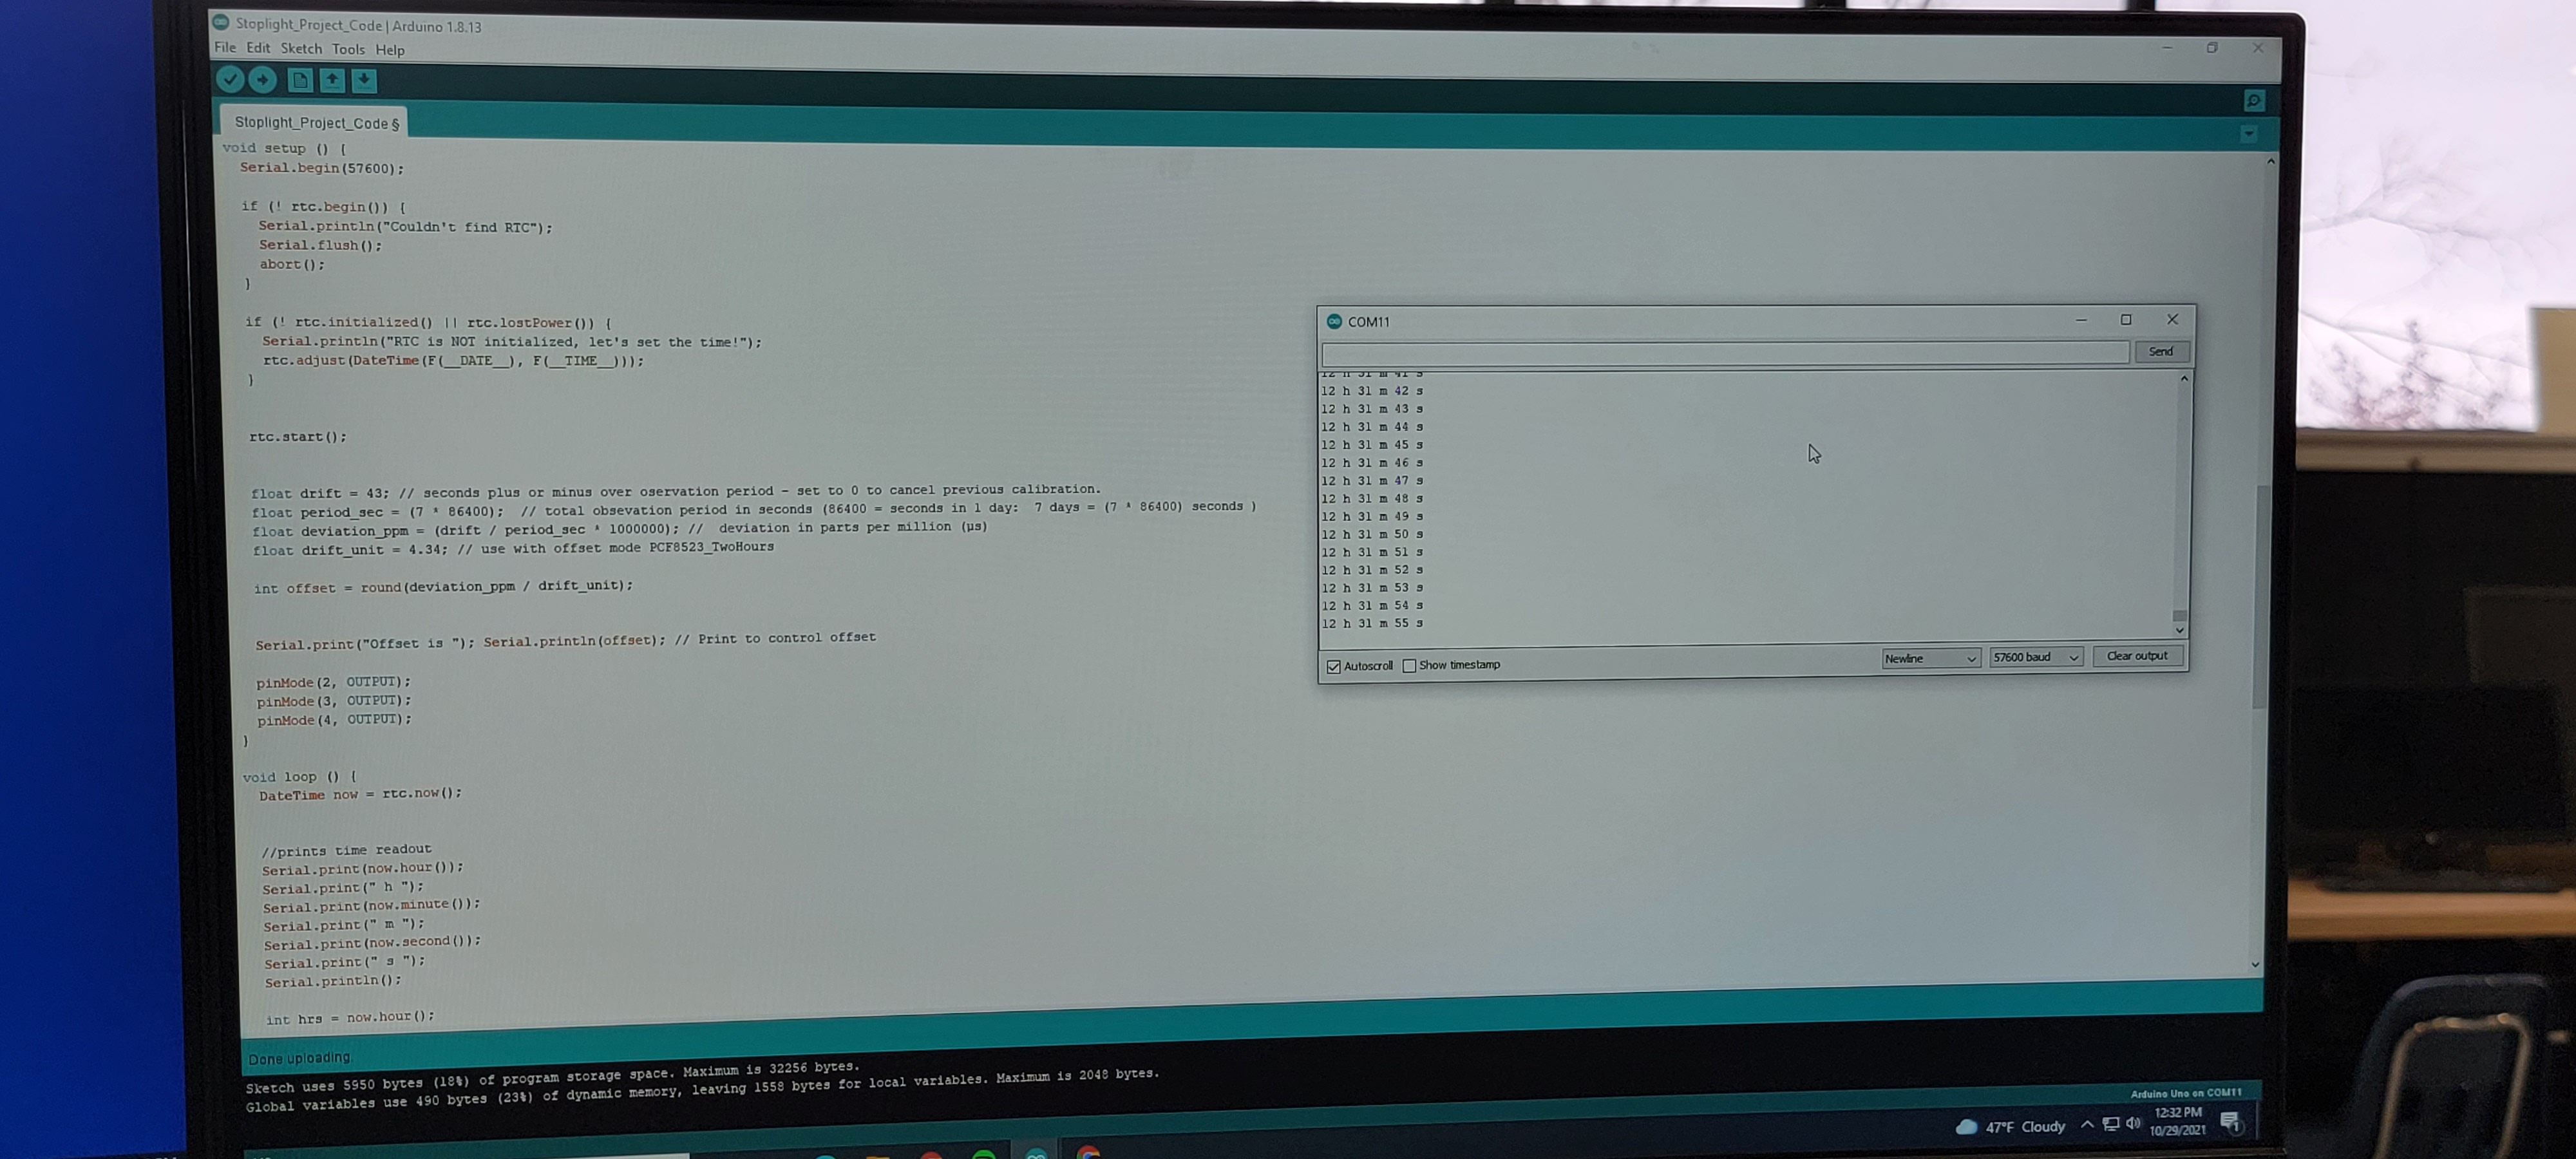 Stoplight_Project_Code | Arduino 1.8.13
File Edit Sketch Tools Help
Stoplight_Project_Code §
void setup () {
Serial.begin(57600);
if (! rtc.begin()) {
Serial.println("Couldn't find RTC");
Serial.flush();
abort();
}
if (! rtc.initialized() || rtc.lostPower()) {
Serial.println("RTC is NOT initialized, let's set the time!");
rtc.adjust(DateTime(F(__DATE__), F(__TIME__)));
}
rtc.start();
float drift = 43; // seconds plus or minus over oservation period - set to 0 to cancel previous calibration.
float period_sec = (7 * 86400);  // total obsevation period in seconds (86400 = seconds in 1 day:  7 days = (7 * 86400) seconds )
float deviation_ppm = (drift / period_sec * 1000000); //  deviation in parts per million (µs)
float drift_unit = 4.34; // use with offset mode PCF8523_TwoHours
int offset = round(deviation_ppm / drift_unit);
Serial.print("Offset is "); Serial.println(offset); // Print to control offset
pinMode(2, OUTPUT);
pinMode(3, OUTPUT);
pinMode(4, OUTPUT);
}
void loop () {
DateTime now = rtc.now();
//prints time readout
Serial.print(now.hour());
Serial.print(" h ");
Serial.print(now.minute());
Serial.print(" m ");
Serial.print(now.second());
Serial.print(" s ");
Serial.println();
int hrs = now.hour();
COM11
Send
12 h 31 m 41 s
12 h 31 m 42 s
12 h 31 m 43 s
12 h 31 m 44 s
12 h 31 m 45 s
12 h 31 m 46 s
12 h 31 m 47 s
12 h 31 m 48 s
12 h 31 m 49 s
12 h 31 m 50 s
12 h 31 m 51 s
12 h 31 m 52 s
12 h 31 m 53 s
12 h 31 m 54 s
12 h 31 m 55 s
Autoscroll Show timestamp Newline 57600 baud Clear output
Done uploading.
Sketch uses 5950 bytes (18%) of program storage space. Maximum is 32256 bytes.
Global variables use 490 bytes (23%) of dynamic memory, leaving 1558 bytes for local variables. Maximum is 2048 bytes.
Arduino Uno on COM11
47°F Cloudy
12:32 PM
10/29/2021
1